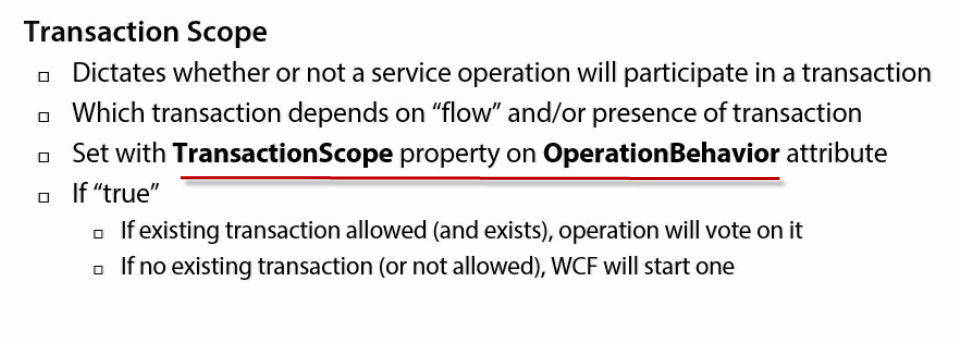 Transaction Scope
Dictates whether or not a service operation will participate in a transaction
Which transaction depends on “flow” and/or presence of transaction
Set with TransactionScope property on OperationBehavior attribute
If “true”
If existing transaction allowed (and exists), operation will vote on it
If no existing transaction (or not allowed), WCF will start one